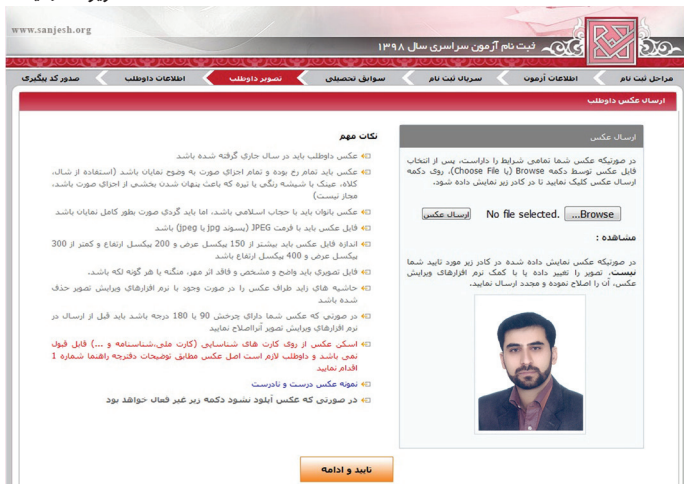 www.sanjesh.org
ثبت نام آزمون سراسری سال ۱۳۹۸
مراحل ثبت نام
اطلاعات آزمون
سریال ثبت نام
سوابق تحصیلی
تصویر داوطلب
اطلاعات داوطلب
صدور کد پیگیری
ارسال عکس داوطلب
ارسال عکس
در صورتیکه عکس شما تمامی شرایط را داراست، پس از انتخاب
فایل عکس توسط دکمه Browse (یا Choose File)، روی دکمه
ارسال عکس کلیک نمایید تا در کادر زیر نمایش داده شود.
Browse... No file selected. ارسال عکس
مشاهده :
در صورتیکه عکس نمایش داده شده در کادر زیر مورد تایید شما
نیست، تصویر را تغییر داده یا با کمک نرم افزارهای ویرایش
عکس، آن را اصلاح نموده و مجدد ارسال نمایید.
نکات مهم
عکس داوطلب باید در سال جاری گرفته شده باشد
عکس باید تمام رخ بوده و تمام اجزای صورت به وضوح نمایان باشد (استفاده از شال،
کلاه، عینک با شیشه رنگی یا تیره که باعث پنهان شدن بخشی از اجزای صورت باشد،
مجاز نیست)
عکس بانوان باید با حجاب اسلامی باشد، اما باید گردی صورت بطور کامل نمایان باشد
فایل عکس باید با فرمت JPEG (پسوند jpg یا jpeg) باشد
اندازه فایل عکس باید بیشتر از 150 پیکسل عرض و 200 پیکسل ارتفاع و کمتر از 300
پیکسل عرض و 400 پیکسل ارتفاع باشد
فایل تصویری باید واضح و مشخص و فاقد اثر مهر، منگنه یا هر گونه لکه باشد.
حاشیه های زاید طراف عکس را در صورت وجود با نرم افزارهای ویرایش تصویر حذف
شده باشد
در صورتی که عکس شما دارای چرخش 90 یا 180 درجه باشد باید قبل از ارسال در
نرم افزارهای ویرایش تصویر آنرااصلاح نمایید
اسکن عکس از روی کارت های شناسایی (کارت ملی،شناسنامه و ...) قابل قبول
نمی باشد و داوطلب لازم است اصل عکس مطابق توضیحات دفترچه راهنما شماره 1
اقدام نمایید
نمونه عکس درست و نادرست
در صورتی که عکس آپلود نشود دکمه زیر غیر فعال خواهد بود
تایید و ادامه